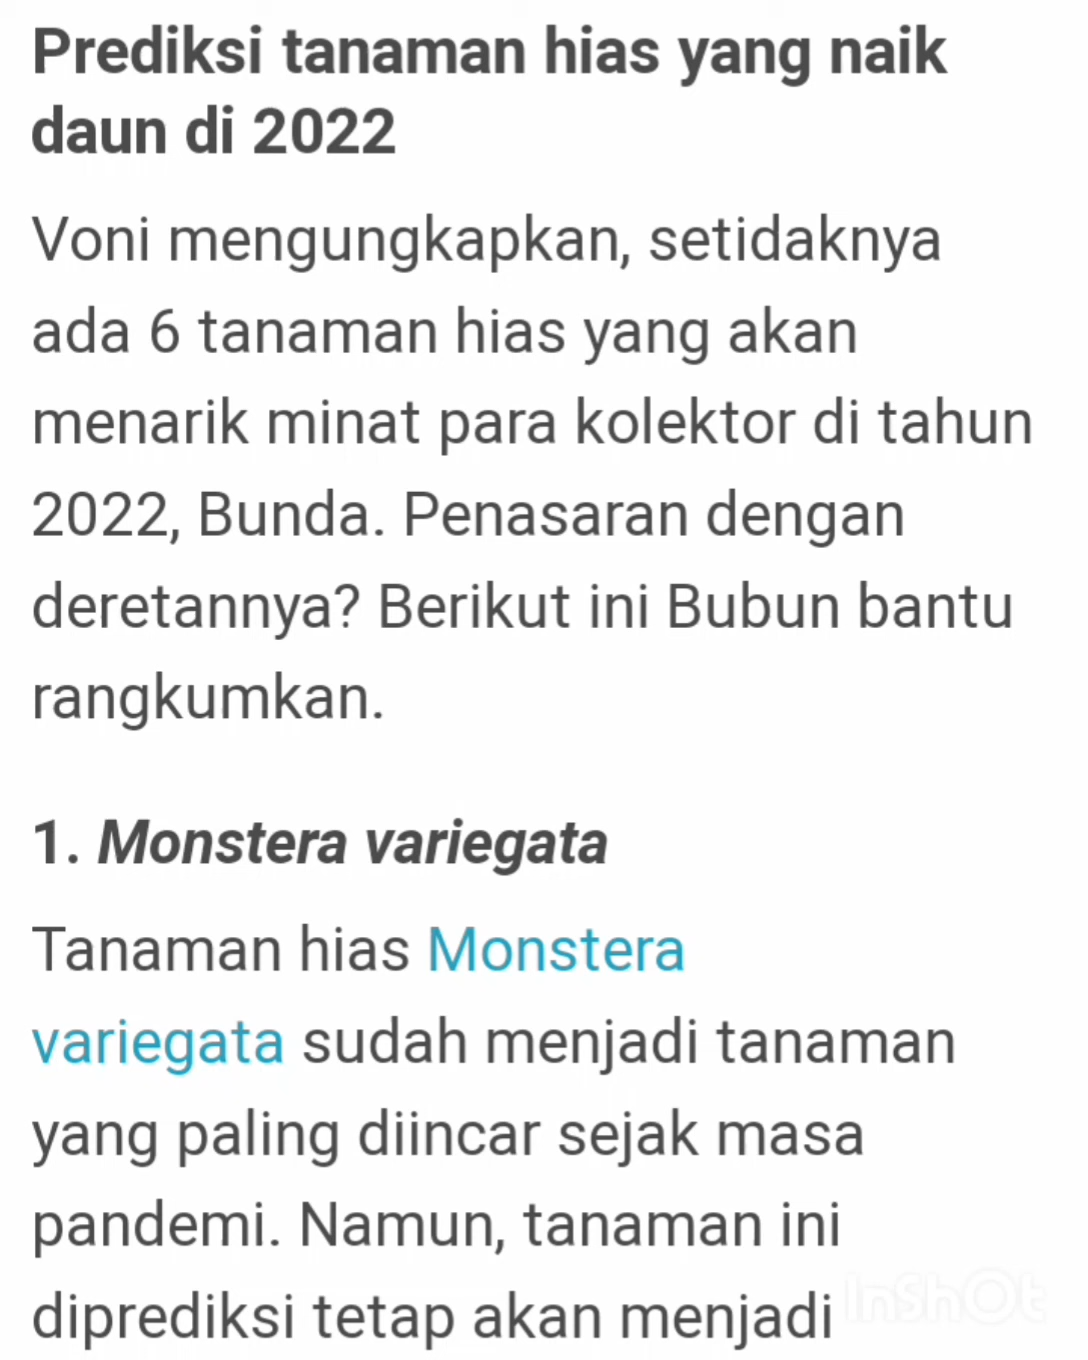 Prediksi tanaman hias yang naik
daun di 2022
Voni mengungkapkan, setidaknya
ada 6 tanaman hias yang akan
menarik minat para kolektor di tahun
2022, Bunda. Penasaran dengan
deretannya? Berikut ini Bubun bantu
rangkumkan.
1. Monstera variegata
Tanaman hias Monstera
variegata sudah menjadi tanaman
yang paling diincar sejak masa
pandemi. Namun, tanaman ini
diprediksi tetap akan menjadi
InShOt